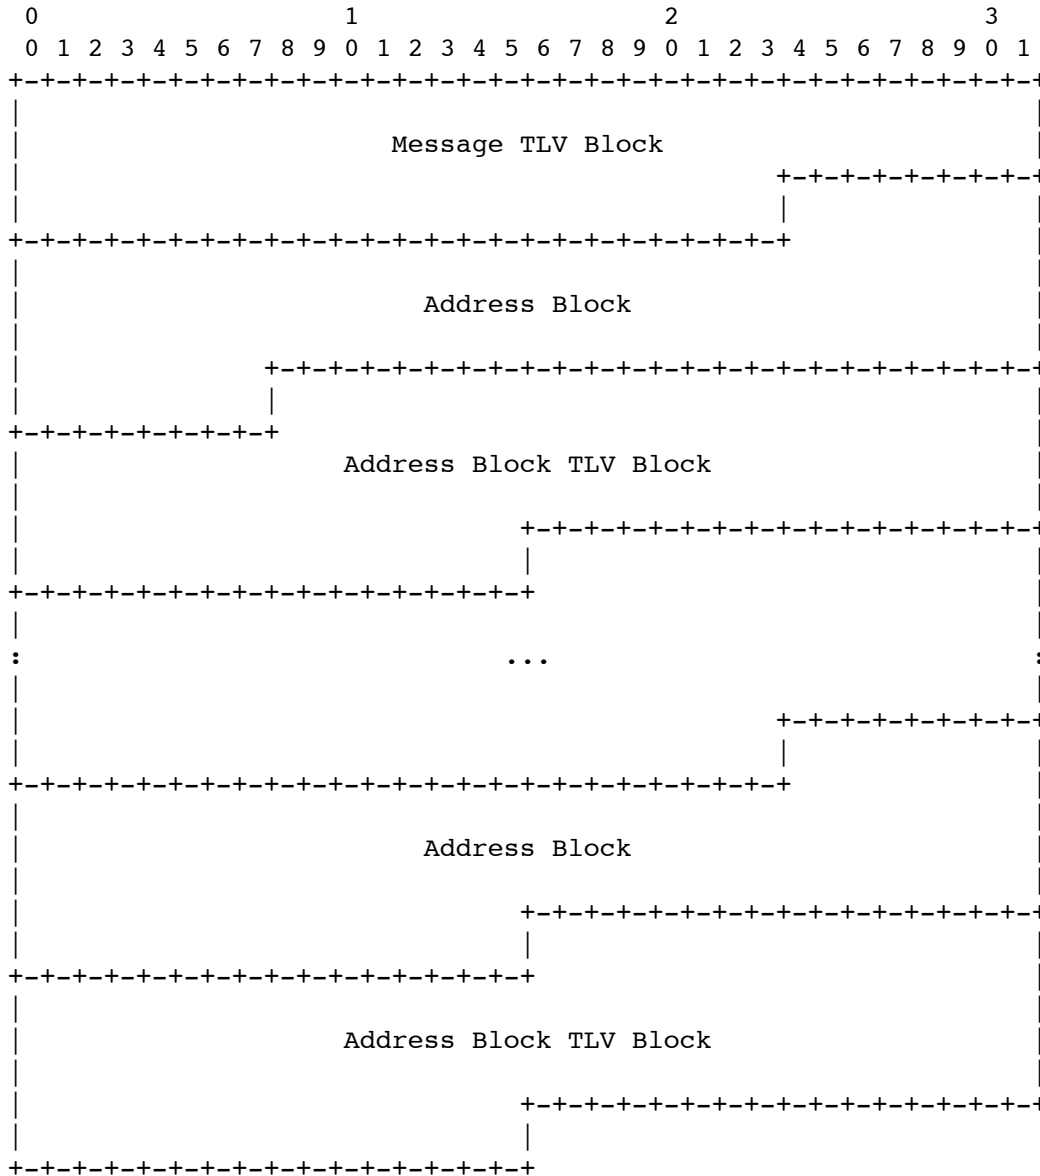 0                   1                   2                   3
0 1 2 3 4 5 6 7 8 9 0 1 2 3 4 5 6 7 8 9 0 1 2 3 4 5 6 7 8 9 0 1
Message TLV Block
Address Block
Address Block TLV Block
...
Address Block
Address Block TLV Block